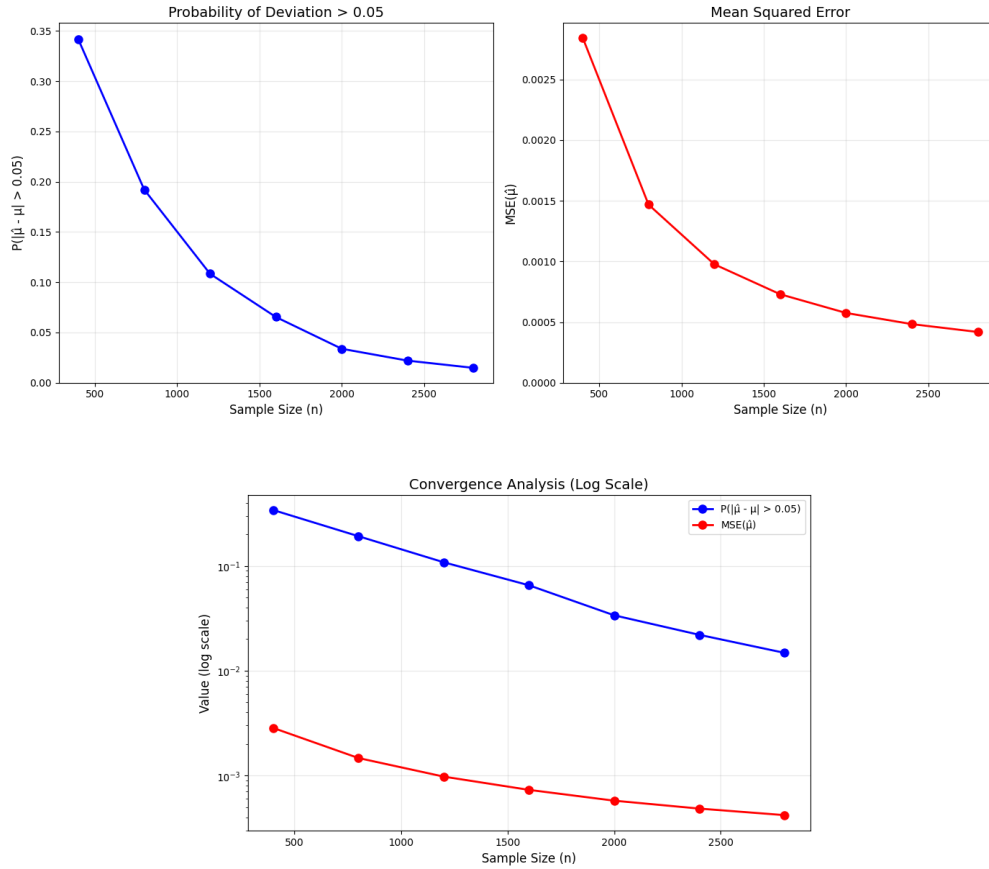 Probability of Deviation > 0.05
P(|μ̂ - μ| > 0.05)
0.35
0.30
0.25
0.20
0.15
0.10
0.05
0.00
500 1000 1500 2000 2500
Sample Size (n)
Mean Squared Error
MSE(μ̂)
0.0025
0.0020
0.0015
0.0010
0.0005
0.0000
500 1000 1500 2000 2500
Sample Size (n)
Convergence Analysis (Log Scale)
P(|μ̂ - μ| > 0.05)
MSE(μ̂)
Value (log scale)
10⁻¹
10⁻²
10⁻³
500 1000 1500 2000 2500
Sample Size (n)